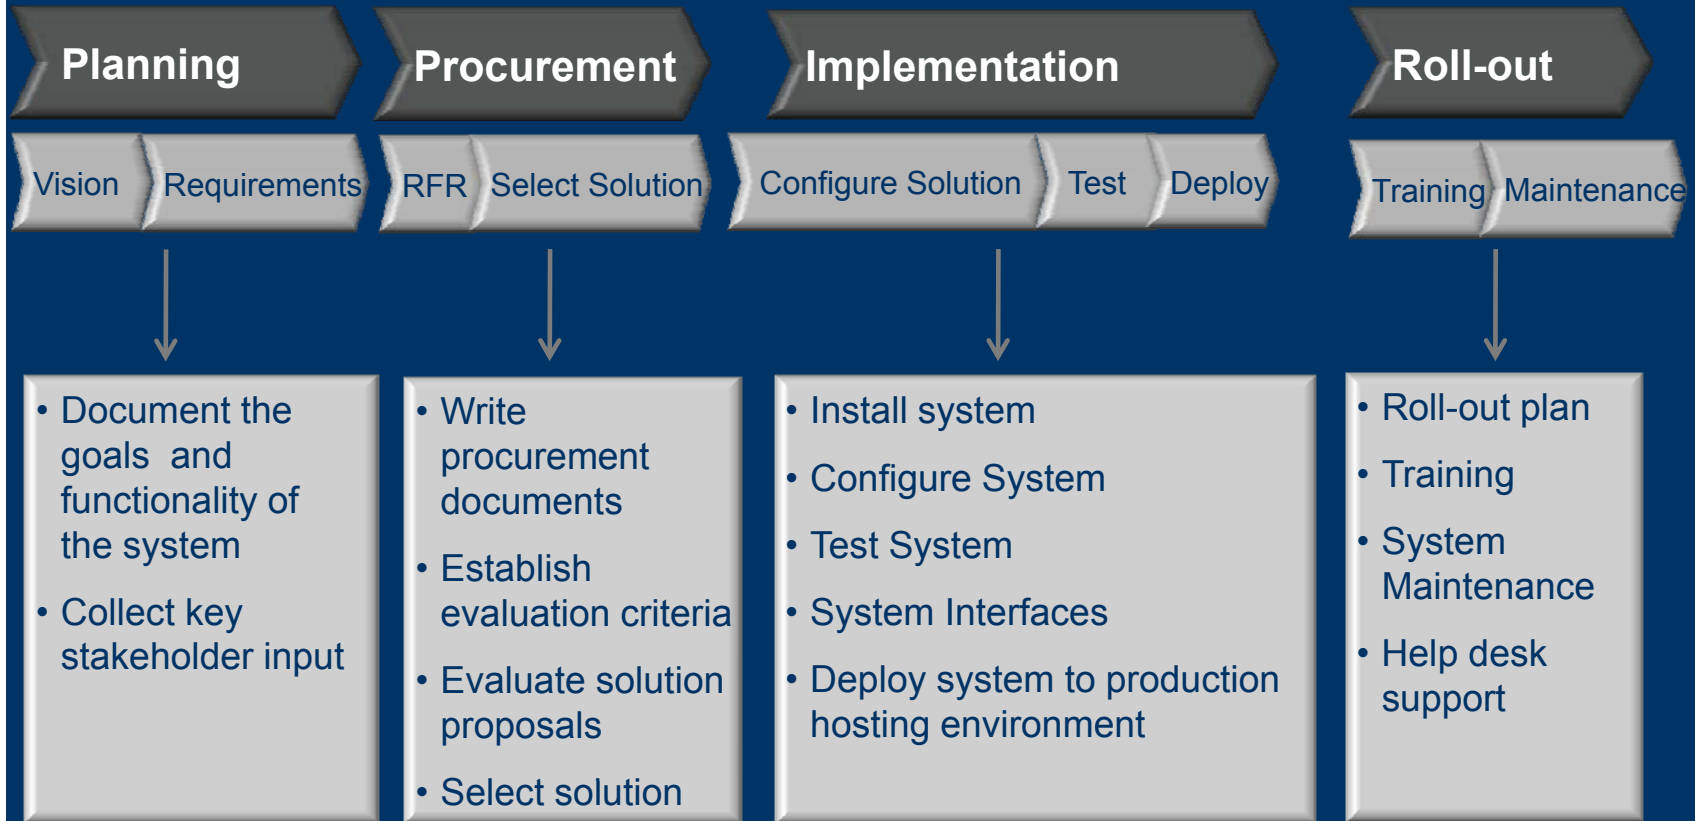 Planning
Procurement
Implementation
Roll-out
Vision
Requirements
RFR
Select Solution
Configure Solution
Test
Deploy
Training
Maintenance
• Document the
goals  and
functionality of
the system
• Collect key
stakeholder input
• Write
procurement
documents
• Establish
evaluation criteria
• Evaluate solution
proposals
• Select solution
• Install system
• Configure System
• Test System
• System Interfaces
• Deploy system to production
hosting environment
• Roll-out plan
• Training
• System
Maintenance
• Help desk
support